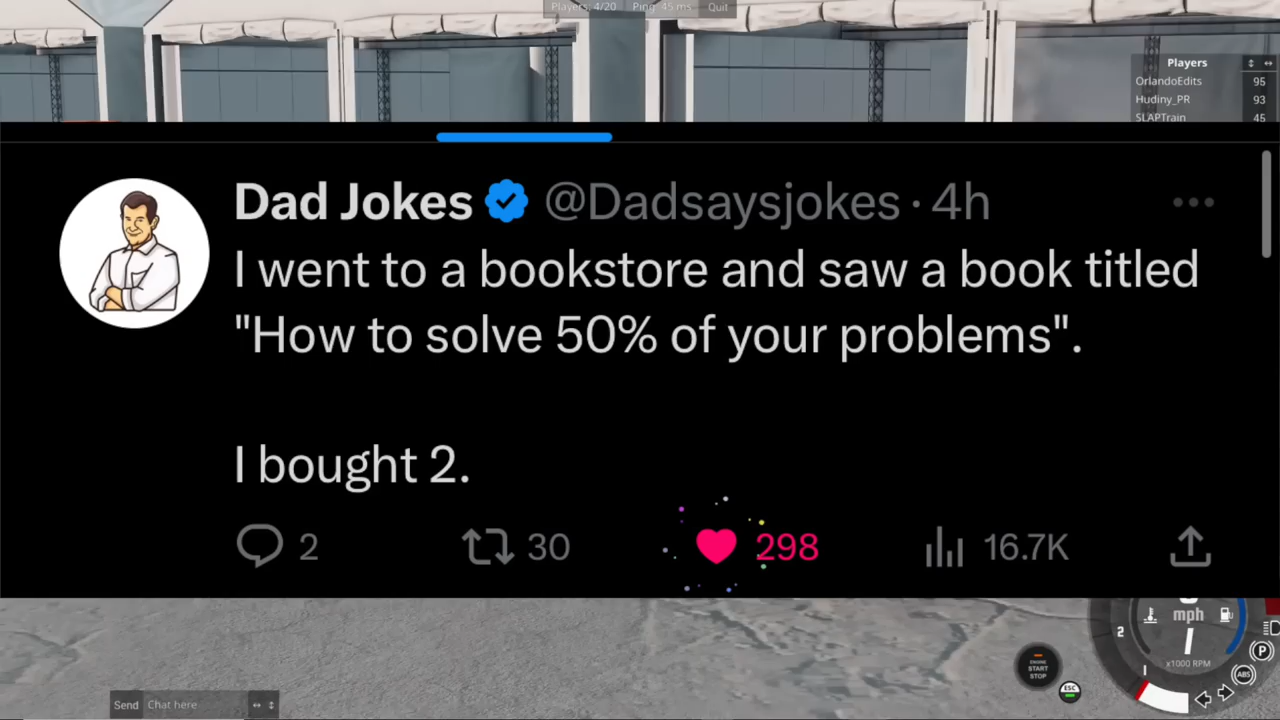 Players: 4/20 Ping: 45 ms Quit
Players
OrlandoEdits 95
Hudiny_PR 93
SLAPTrain 45
Dad Jokes @Dadsaysjokes · 4h
I went to a bookstore and saw a book titled
"How to solve 50% of your problems".
I bought 2.
2 30 298 16.7K
mph
2
1
x1000 RPM
ENGINE
START
STOP
ESC
P
ABS
Send Chat here